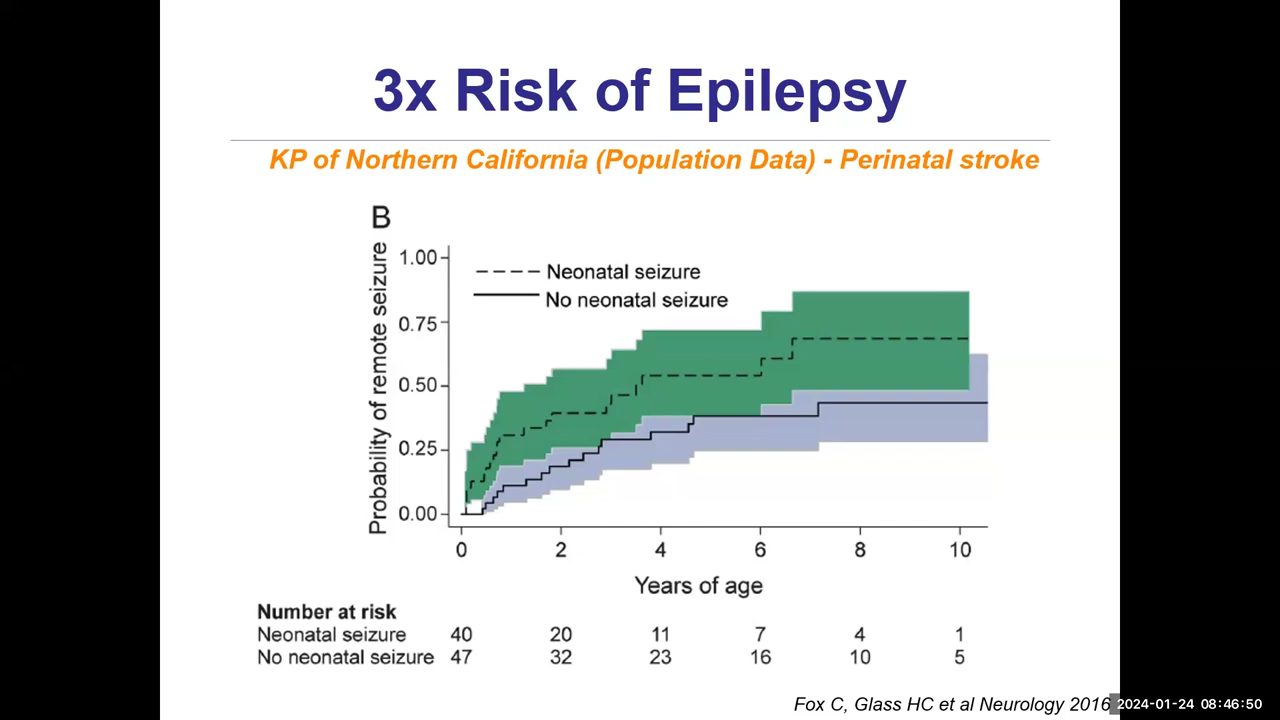 3x Risk of Epilepsy
KP of Northern California (Population Data) - Perinatal stroke
B
Probability of remote seizure
1.00
0.75
0.50
0.25
0.00
Neonatal seizure
No neonatal seizure
0 2 4 6 8 10
Years of age
Number at risk
Neonatal seizure 40 20 11 7 4 1
No neonatal seizure 47 32 23 16 10 5
Fox C, Glass HC et al Neurology 2016
2024-01-24 08:46:50